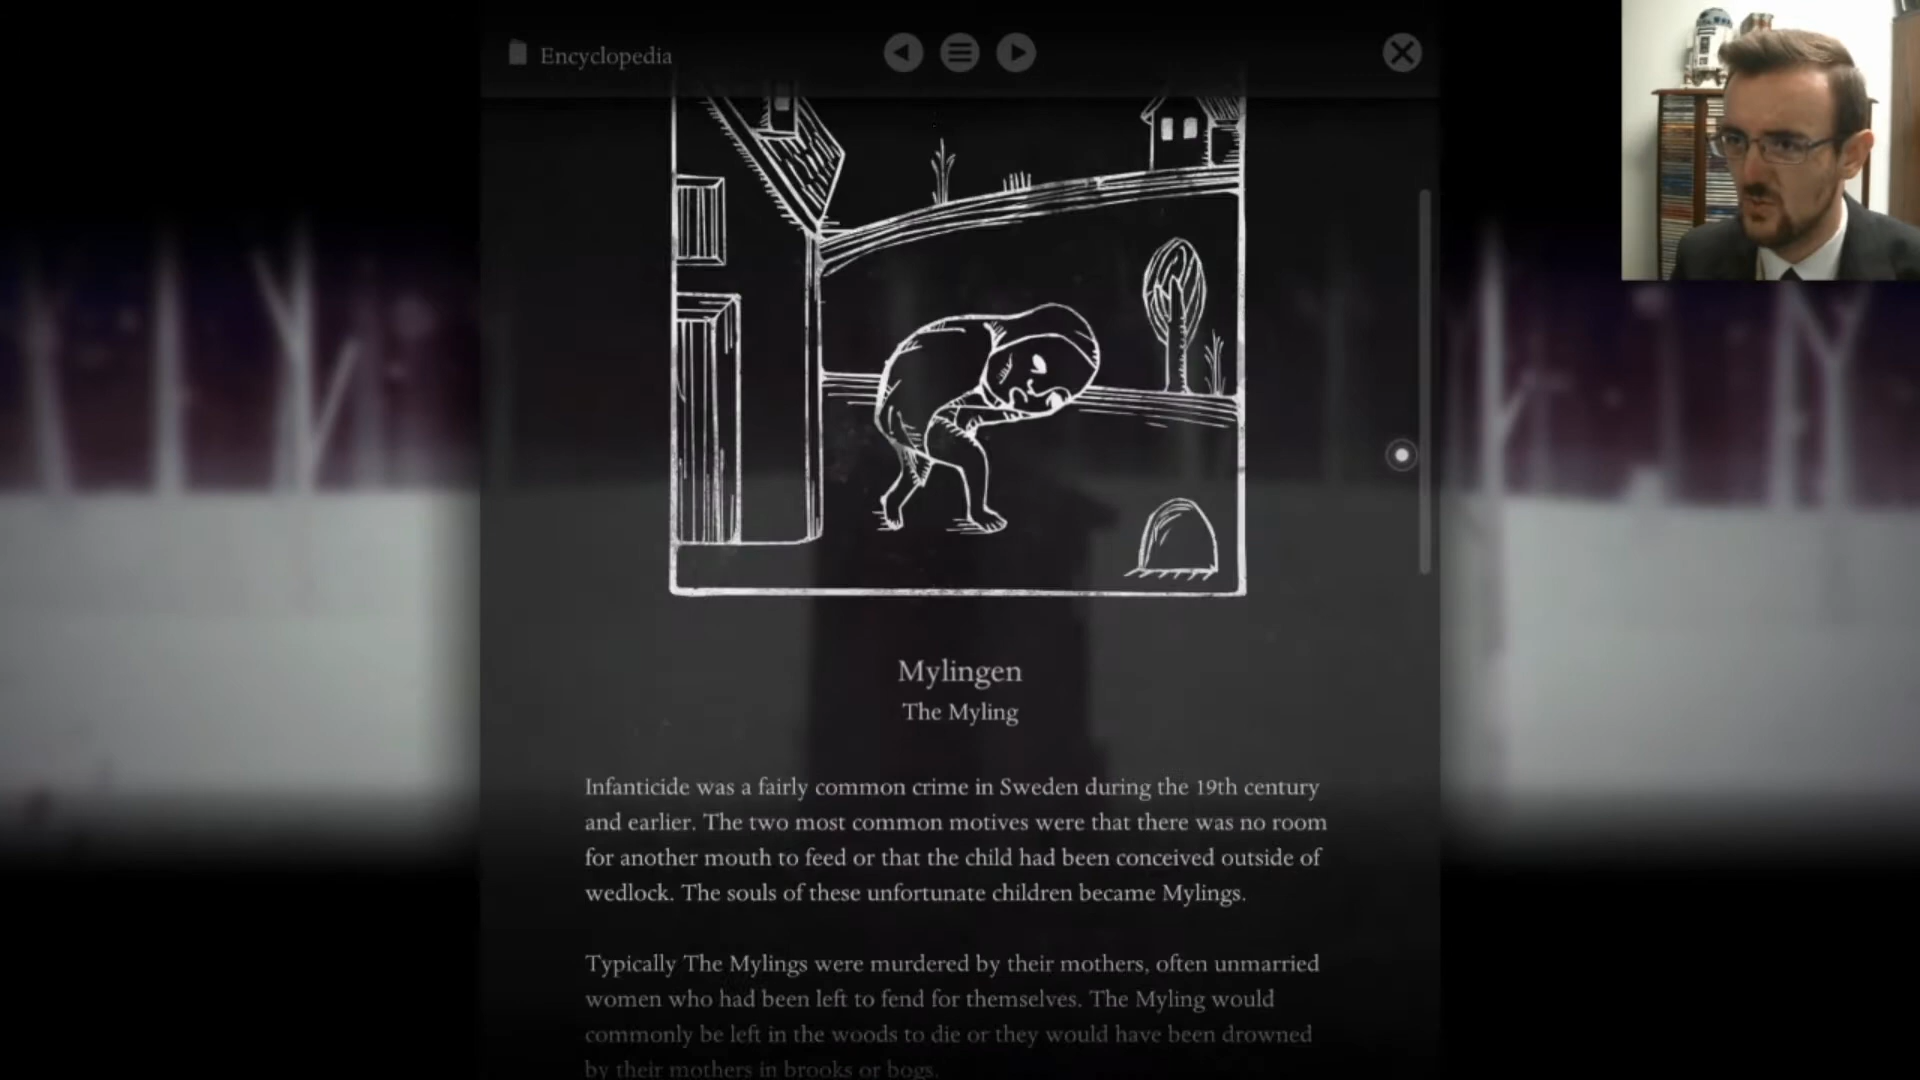 Encyclopedia
Mylingen
The Myling
Infanticide was a fairly common crime in Sweden during the 19th century
and earlier. The two most common motives were that there was no room
for another mouth to feed or that the child had been conceived outside of
wedlock. The souls of these unfortunate children became Mylings.
Typically The Mylings were murdered by their mothers, often unmarried
women who had been left to fend for themselves. The Myling would
commonly be left in the woods to die or they would have been drowned
by their mothers in brooks or bogs.